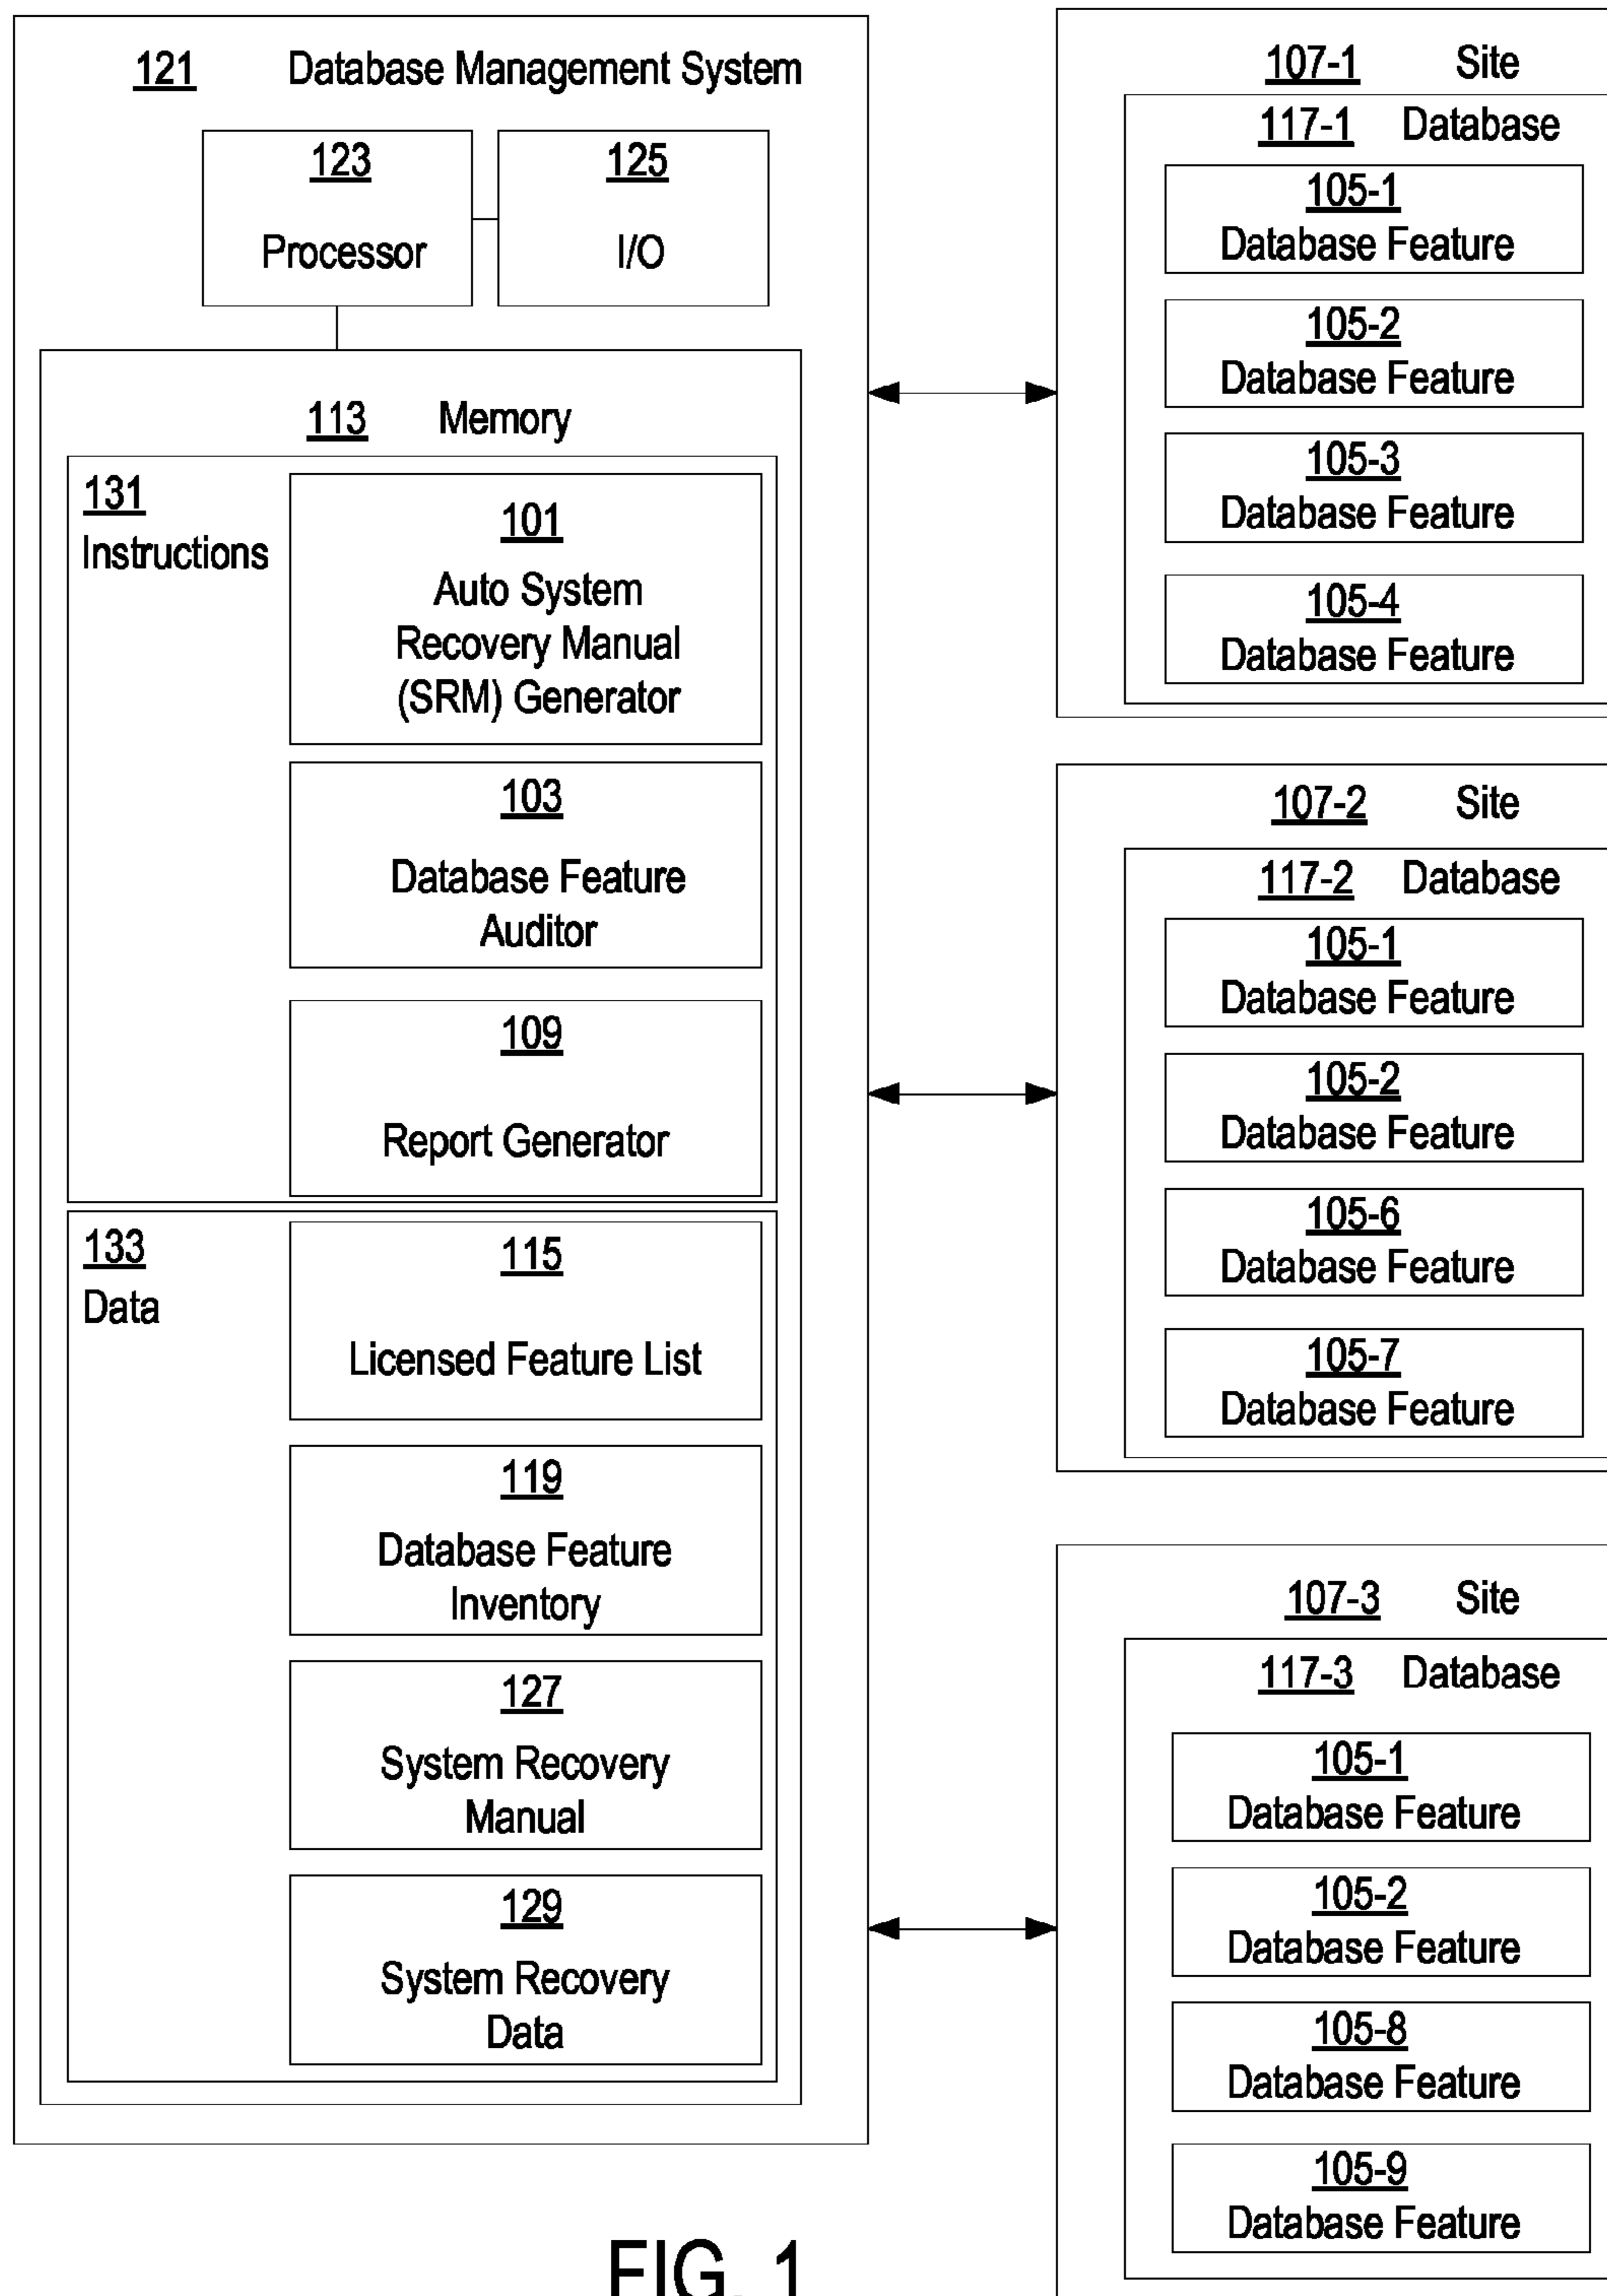 121 Database Management System
123
Processor
125
I/O
113 Memory
131
Instructions
101
Auto System
Recovery Manual
(SRM) Generator
103
Database Feature
Auditor
109
Report Generator
133
Data
115
Licensed Feature List
119
Database Feature
Inventory
127
System Recovery
Manual
129
System Recovery
Data
107-1 Site
117-1 Database
105-1
Database Feature
105-2
Database Feature
105-3
Database Feature
105-4
Database Feature
107-2 Site
117-2 Database
105-1
Database Feature
105-2
Database Feature
105-6
Database Feature
105-7
Database Feature
107-3 Site
117-3 Database
105-1
Database Feature
105-2
Database Feature
105-8
Database Feature
105-9
Database Feature
FIG. 1